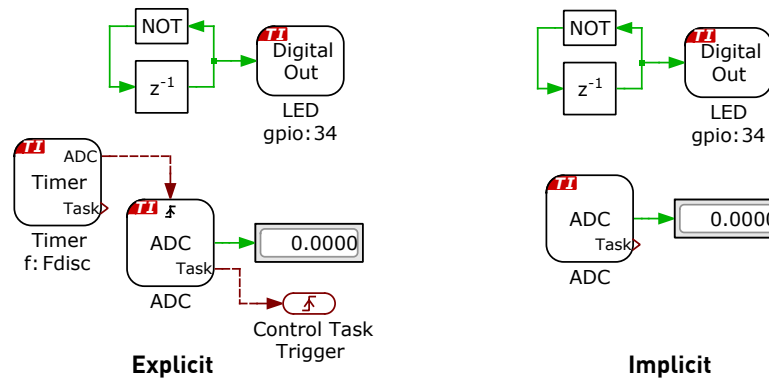 NOT
TI
Digital
Out
z-1
LED
gpio:34
TI
ADC
Timer
Task
Timer
f:Fdisc
TI
ADC
Task
ADC
0.0000
Control Task
Trigger
Explicit
NOT
TI
Digital
Out
z-1
LED
gpio:34
TI
ADC
Task
ADC
0.0000
Implicit